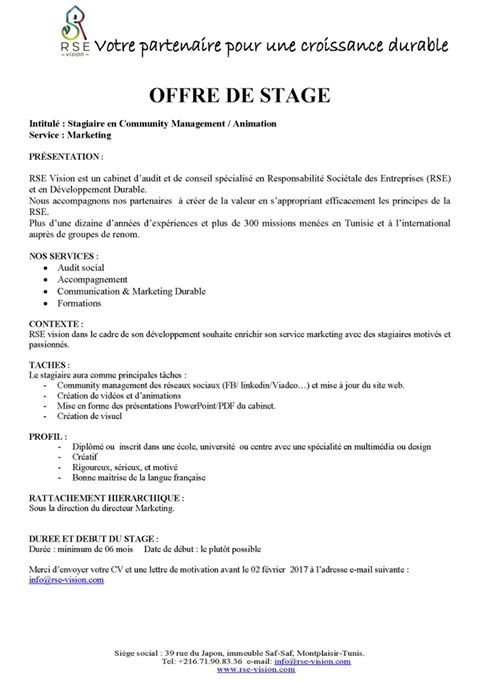 RSE
vision
Votre partenaire pour une croissance durable
OFFRE DE STAGE
Intitulé : Stagiaire en Community Management / Animation
Service : Marketing
PRÉSENTATION :
RSE Vision est un cabinet d'audit et de conseil spécialisé en Responsabilité Sociétale des Entreprises (RSE)
et en Développement Durable.
Nous accompagnons nos partenaires à créer de la valeur en s'appropriant efficacement les principes de la
RSE.
Plus d'une dizaine d'années d'expériences et plus de 300 missions menées en Tunisie et à l'international
auprès de groupes de renom.
NOS SERVICES :
• Audit social
• Accompagnement
• Communication & Marketing Durable
• Formations
CONTEXTE :
RSE vision dans le cadre de son développement souhaite enrichir son service marketing avec des stagiaires motivés et
passionnés.
TACHES :
Le stagiaire aura comme principales tâches :
- Community management des réseaux sociaux (FB/ linkedin/Viadeo…) et mise à jour du site web.
- Création de vidéos et d'animations
- Mise en forme des présentations PowerPoint/PDF du cabinet.
- Création de visuel
PROFIL :
- Diplômé ou inscrit dans une école, université ou centre avec une spécialité en multimédia ou design
- Créatif
- Rigoureux, sérieux, et motivé
- Bonne maitrise de la langue française
RATTACHEMENT HIERARCHIQUE :
Sous la direction du directeur Marketing.
DUREE ET DEBUT DU STAGE :
Durée : minimum de 06 mois Date de début : le plutôt possible
Merci d'envoyer votre CV et une lettre de motivation avant le 02 février 2017 à l'adresse e-mail suivante :
info@rse-vision.com
Siège social : 39 rue du Japon, immeuble Saf-Saf, Montplaisir-Tunis.
Tel: +216.71.90.83.36 e-mail: info@rse-vision.com
www.rse-vision.com